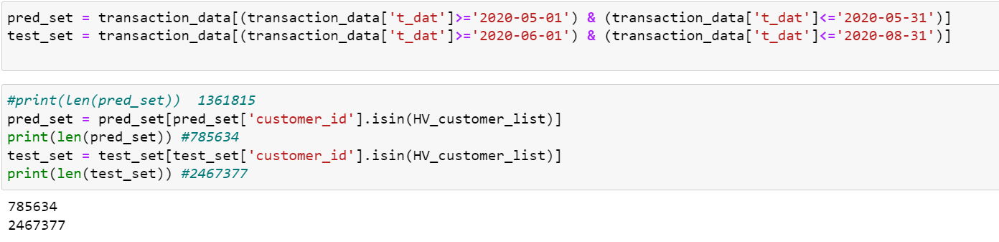 pred_set = transaction_data[(transaction_data['t_dat']>='2020-05-01') & (transaction_data['t_dat']<='2020-05-31')]
test_set = transaction_data[(transaction_data['t_dat']>='2020-06-01') & (transaction_data['t_dat']<='2020-08-31')]
#print(len(pred_set))  1361815
pred_set = pred_set[pred_set['customer_id'].isin(HV_customer_list)]
print(len(pred_set)) #785634
test_set = test_set[test_set['customer_id'].isin(HV_customer_list)]
print(len(test_set)) #2467377
785634
2467377